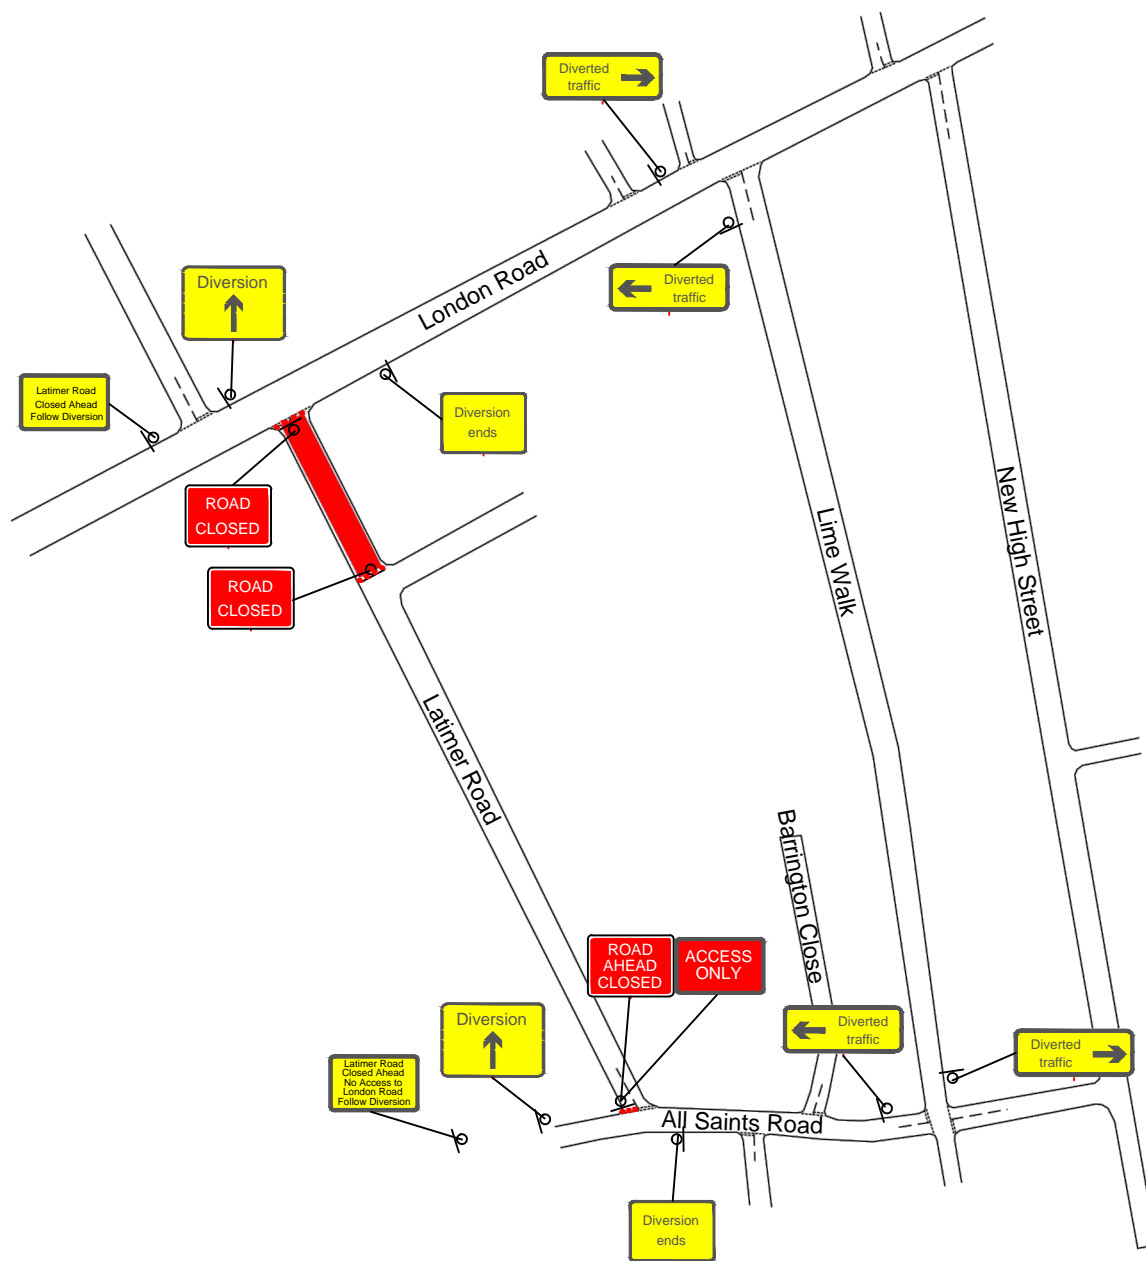 Diverted
traffic
London Road
Diversion
Diverted
traffic
Latimer Road
Closed Ahead
Follow Diversion
Diversion
ends
ROAD
CLOSED
ROAD
CLOSED
Lime Walk
New High Street
Latimer Road
Barrington Close
ROAD
AHEAD
CLOSED
ACCESS
ONLY
Diversion
Diverted
traffic
Diverted
traffic
Latimer Road
Closed Ahead
No Access to
London Road
Follow Diversion
All Saints Road
Diversion
ends